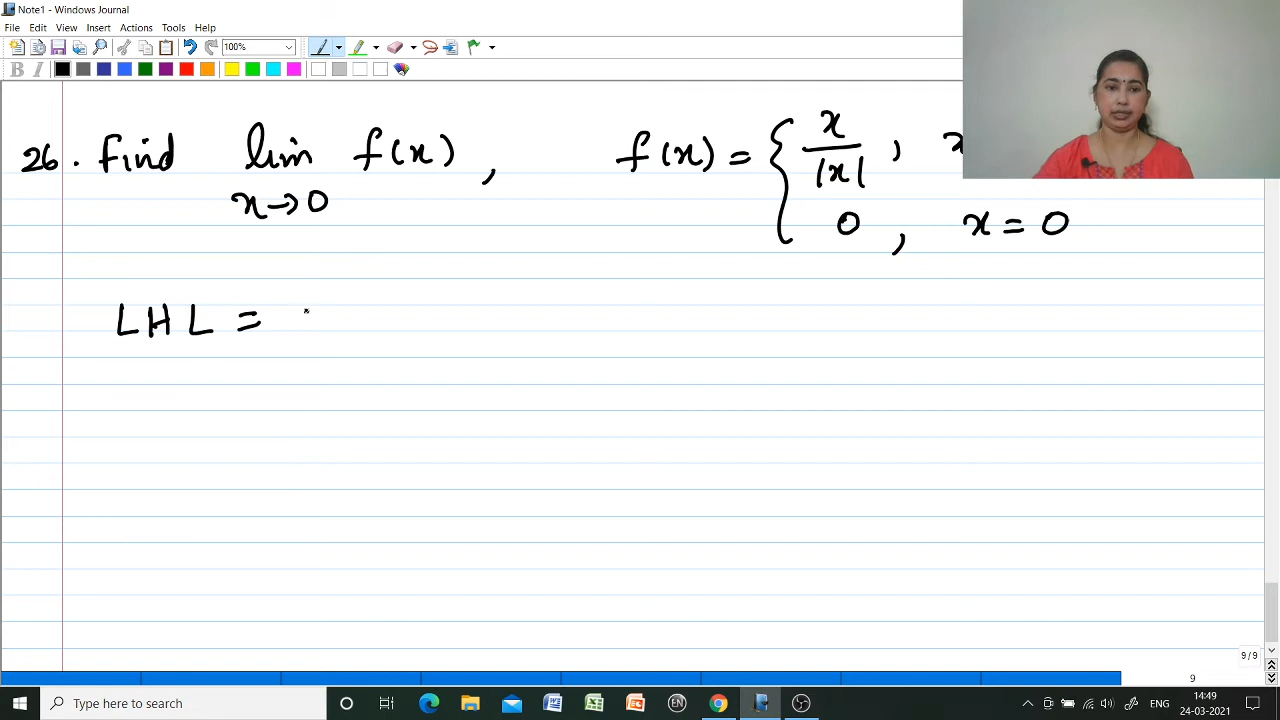 Note1 - Windows Journal
File Edit View Insert Actions Tools Help
100%
B I
26. Find lim f(x), f(x) = { x/|x| , x
x→0
0 , x = 0
LHL =
9/9
9
Type here to search
EN
ENG
14:49
24-03-2021